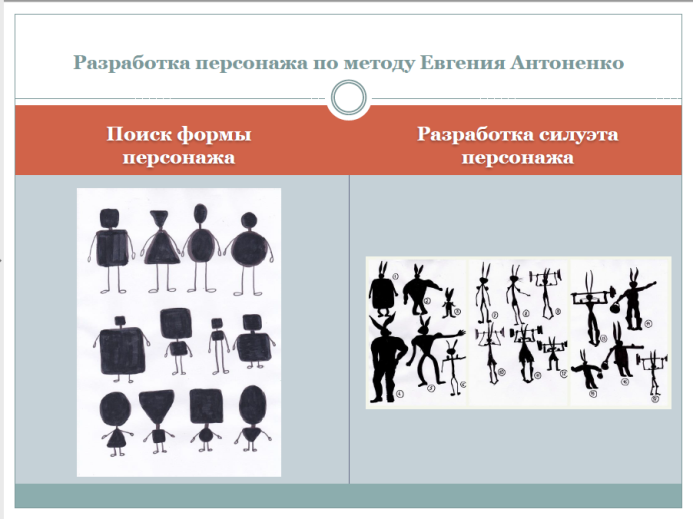 Разработка персонажа по методу Евгения Антоненко
Поиск формы
персонажа
Разработка силуэта
персонажа